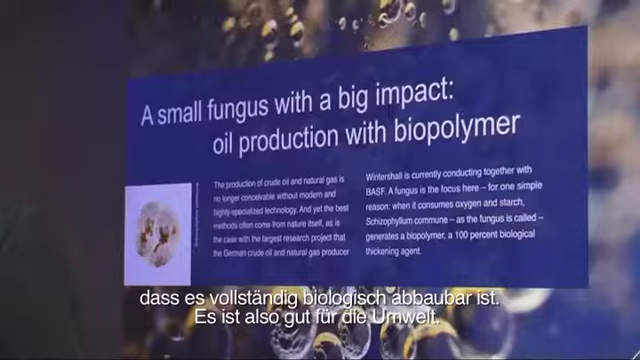 A small fungus with a big impact:
oil production with biopolymer
The production of crude oil and natural gas is
no longer conceivable without modern and
highly-specialized technology. And yet the best
methods often come from nature itself, as is
the case with the largest research project that
the German crude oil and natural gas producer
Wintershall is currently conducting together with
BASF. A fungus is the focus here – for one simple
reason: when it consumes oxygen and starch,
Schizophyllum commune – as the fungus is called –
generates a biopolymer, a 100 percent biological
thickening agent.
dass es vollständig biologisch abbaubar ist.
Es ist also gut für die Umwelt.